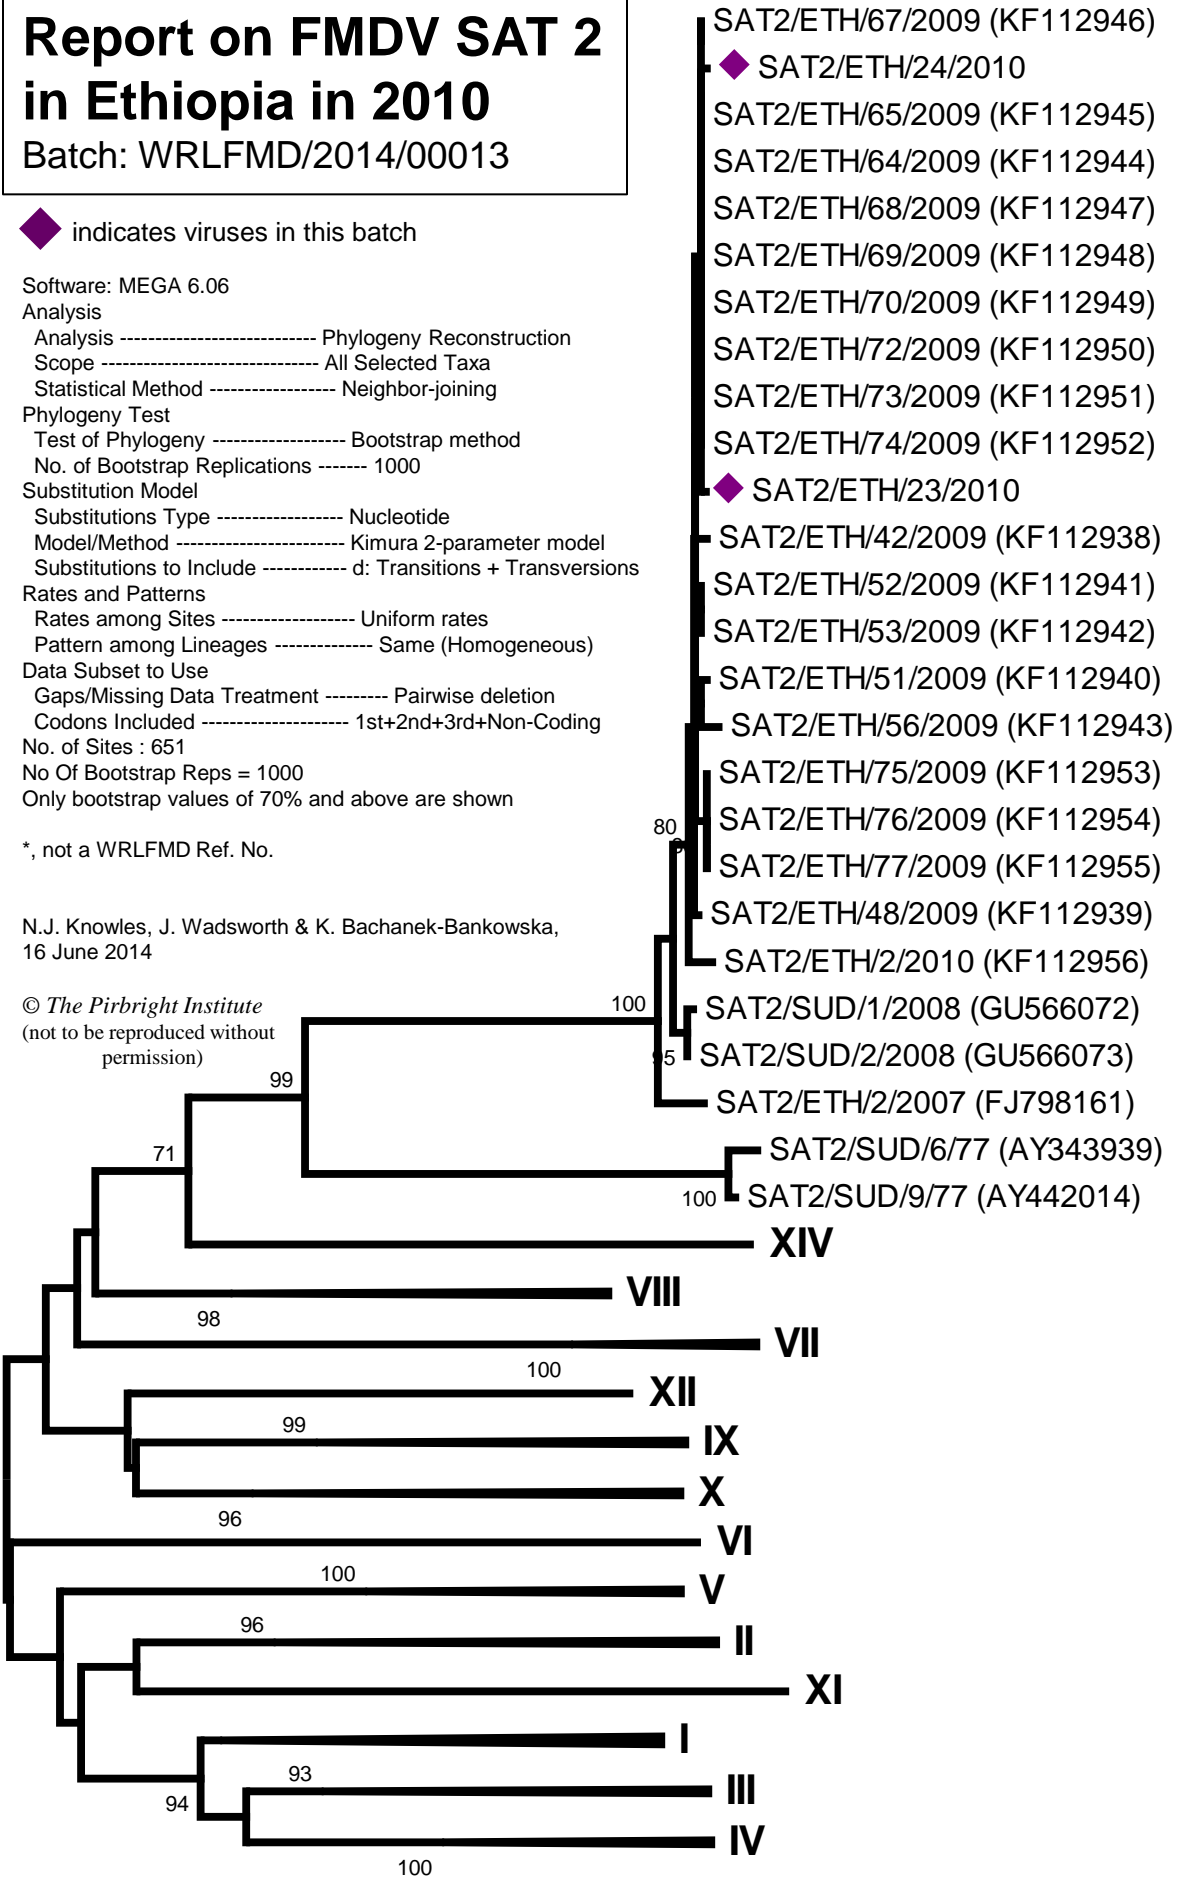 Report on FMDV SAT 2
in Ethiopia in 2010
Batch: WRLFMD/2014/00013
indicates viruses in this batch
Software: MEGA 6.06
Analysis
Analysis ---------------------------- Phylogeny Reconstruction
Scope ------------------------------- All Selected Taxa
Statistical Method ------------------ Neighbor-joining
Phylogeny Test
Test of Phylogeny ------------------- Bootstrap method
No. of Bootstrap Replications ------- 1000
Substitution Model
Substitutions Type ------------------ Nucleotide
Model/Method ------------------------ Kimura 2-parameter model
Substitutions to Include ------------ d: Transitions + Transversions
Rates and Patterns
Rates among Sites ------------------- Uniform rates
Pattern among Lineages -------------- Same (Homogeneous)
Data Subset to Use
Gaps/Missing Data Treatment --------- Pairwise deletion
Codons Included --------------------- 1st+2nd+3rd+Non-Coding
No. of Sites : 651
No Of Bootstrap Reps = 1000
Only bootstrap values of 70% and above are shown
*, not a WRLFMD Ref. No.
N.J. Knowles, J. Wadsworth & K. Bachanek-Bankowska,
16 June 2014
© The Pirbright Institute
(not to be reproduced without
permission)
SAT2/ETH/67/2009 (KF112946)
SAT2/ETH/24/2010
SAT2/ETH/65/2009 (KF112945)
SAT2/ETH/64/2009 (KF112944)
SAT2/ETH/68/2009 (KF112947)
SAT2/ETH/69/2009 (KF112948)
SAT2/ETH/70/2009 (KF112949)
SAT2/ETH/72/2009 (KF112950)
SAT2/ETH/73/2009 (KF112951)
SAT2/ETH/74/2009 (KF112952)
SAT2/ETH/23/2010
SAT2/ETH/42/2009 (KF112938)
SAT2/ETH/52/2009 (KF112941)
SAT2/ETH/53/2009 (KF112942)
SAT2/ETH/51/2009 (KF112940)
SAT2/ETH/56/2009 (KF112943)
SAT2/ETH/75/2009 (KF112953)
SAT2/ETH/76/2009 (KF112954)
80
SAT2/ETH/77/2009 (KF112955)
SAT2/ETH/48/2009 (KF112939)
SAT2/ETH/2/2010 (KF112956)
100
SAT2/SUD/1/2008 (GU566072)
95
SAT2/SUD/2/2008 (GU566073)
99
SAT2/ETH/2/2007 (FJ798161)
71
SAT2/SUD/6/77 (AY343939)
100
SAT2/SUD/9/77 (AY442014)
XIV
VIII
98
VII
100
XII
99
IX
X
96
VI
100
V
96
II
XI
I
93
III
94
IV
100